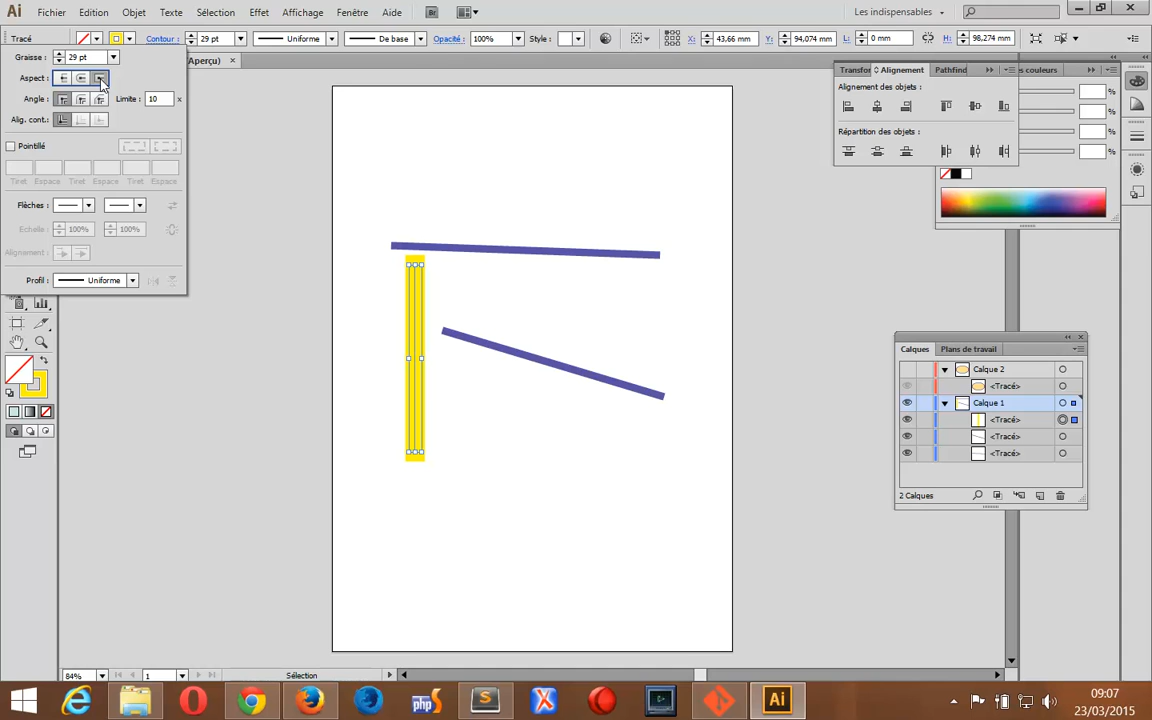 Ai Fichier Edition Objet Texte Sélection Effet Affichage Fenêtre Aide Br Les indispensables
Tracé Contour : 29 pt Uniforme De base Opacité: 100% Style : X: 43,66 mm Y: 94,074 mm L: 0 mm H: 98,274 mm
Graisse : 29 pt
Aperçu) ×
Aspect :
Angle : Limite : 10 x
Alig. cont.:
Pointillé
Tiret Espace Tiret Espace Tiret Espace
Flèches :
Echelle : 100% 100%
Alignement :
Profil : Uniforme
Transfor Alignement Pathfind
Alignement des objets :
Répartition des objets :
ue couleurs
%
%
%
%
Calques Plans de travail
Calque 2
<Tracé>
Calque 1
<Tracé>
<Tracé>
<Tracé>
2 Calques
84% 1 Sélection
php S Ai
09:07
23/03/2015